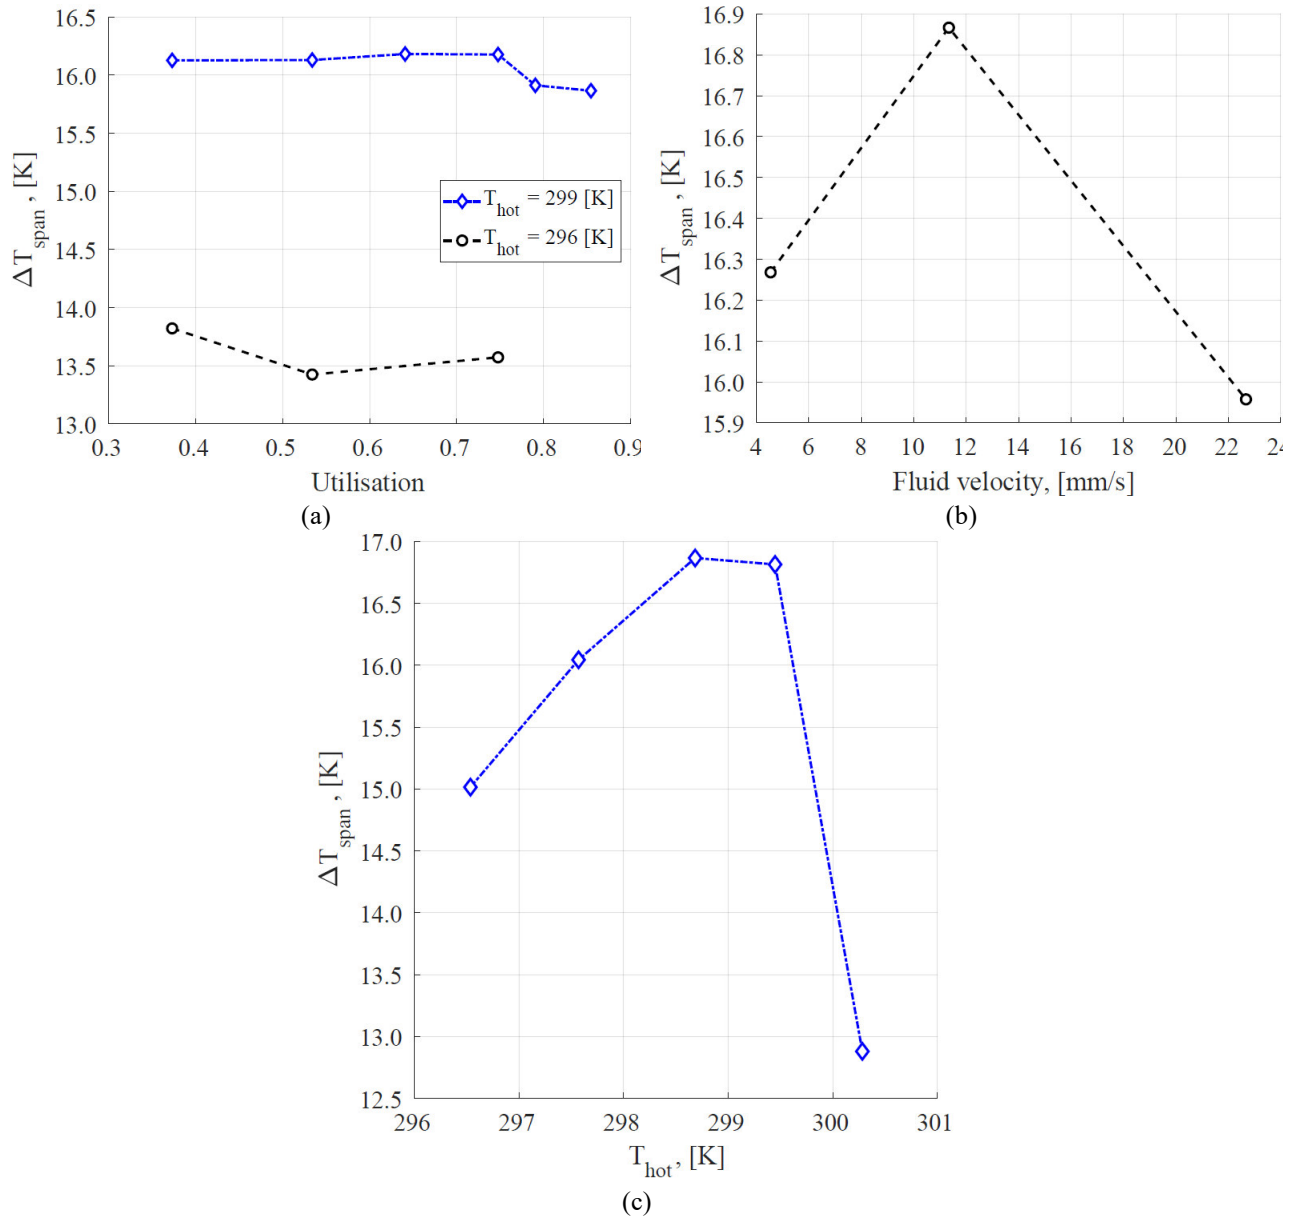 16.5
16.0
15.5
15.0
14.5
14.0
13.5
13.0
ΔT_span , [K]
T_hot = 299 [K]
T_hot = 296 [K]
0.3 0.4 0.5 0.6 0.7 0.8 0.9
Utilisation
(a)
16.9
16.8
16.7
16.6
16.5
16.4
16.3
16.2
16.1
16.0
15.9
ΔT_span , [K]
4 6 8 10 12 14 16 18 20 22 24
Fluid velocity, [mm/s]
(b)
17.0
16.5
16.0
15.5
15.0
14.5
14.0
13.5
13.0
12.5
ΔT_span , [K]
296 297 298 299 300 301
T_hot, [K]
(c)